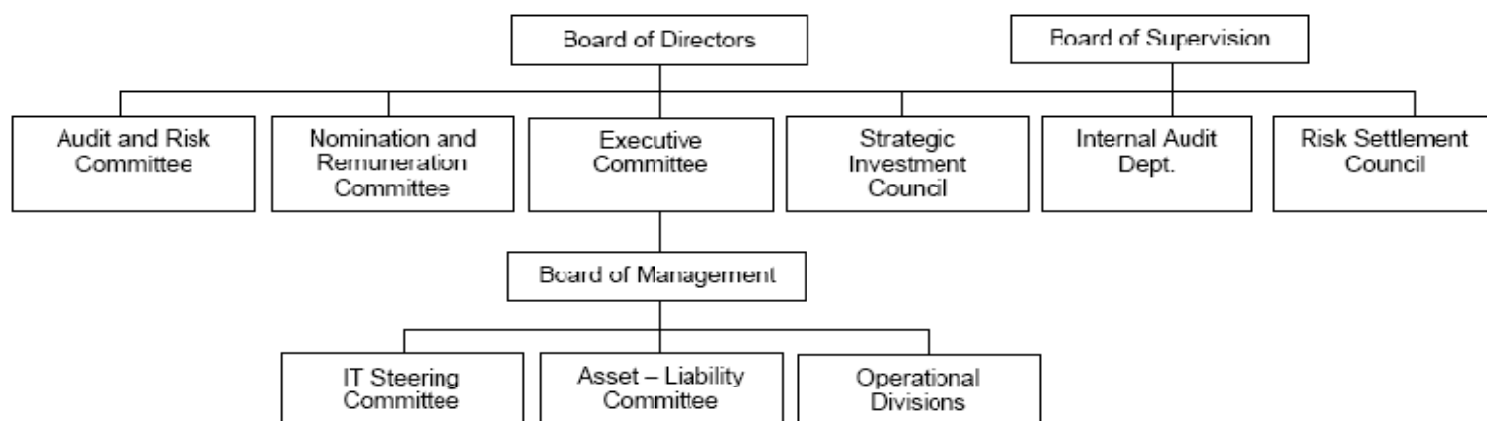 Board of Directors
Board of Supervision
Audit and Risk
Committee
Nomination and
Remuneration
Committee
Executive
Committee
Strategic
Investment
Council
Internal Audit
Dept.
Risk Settlement
Council
Board of Management
IT Steering
Committee
Asset – Liability
Committee
Operational
Divisions